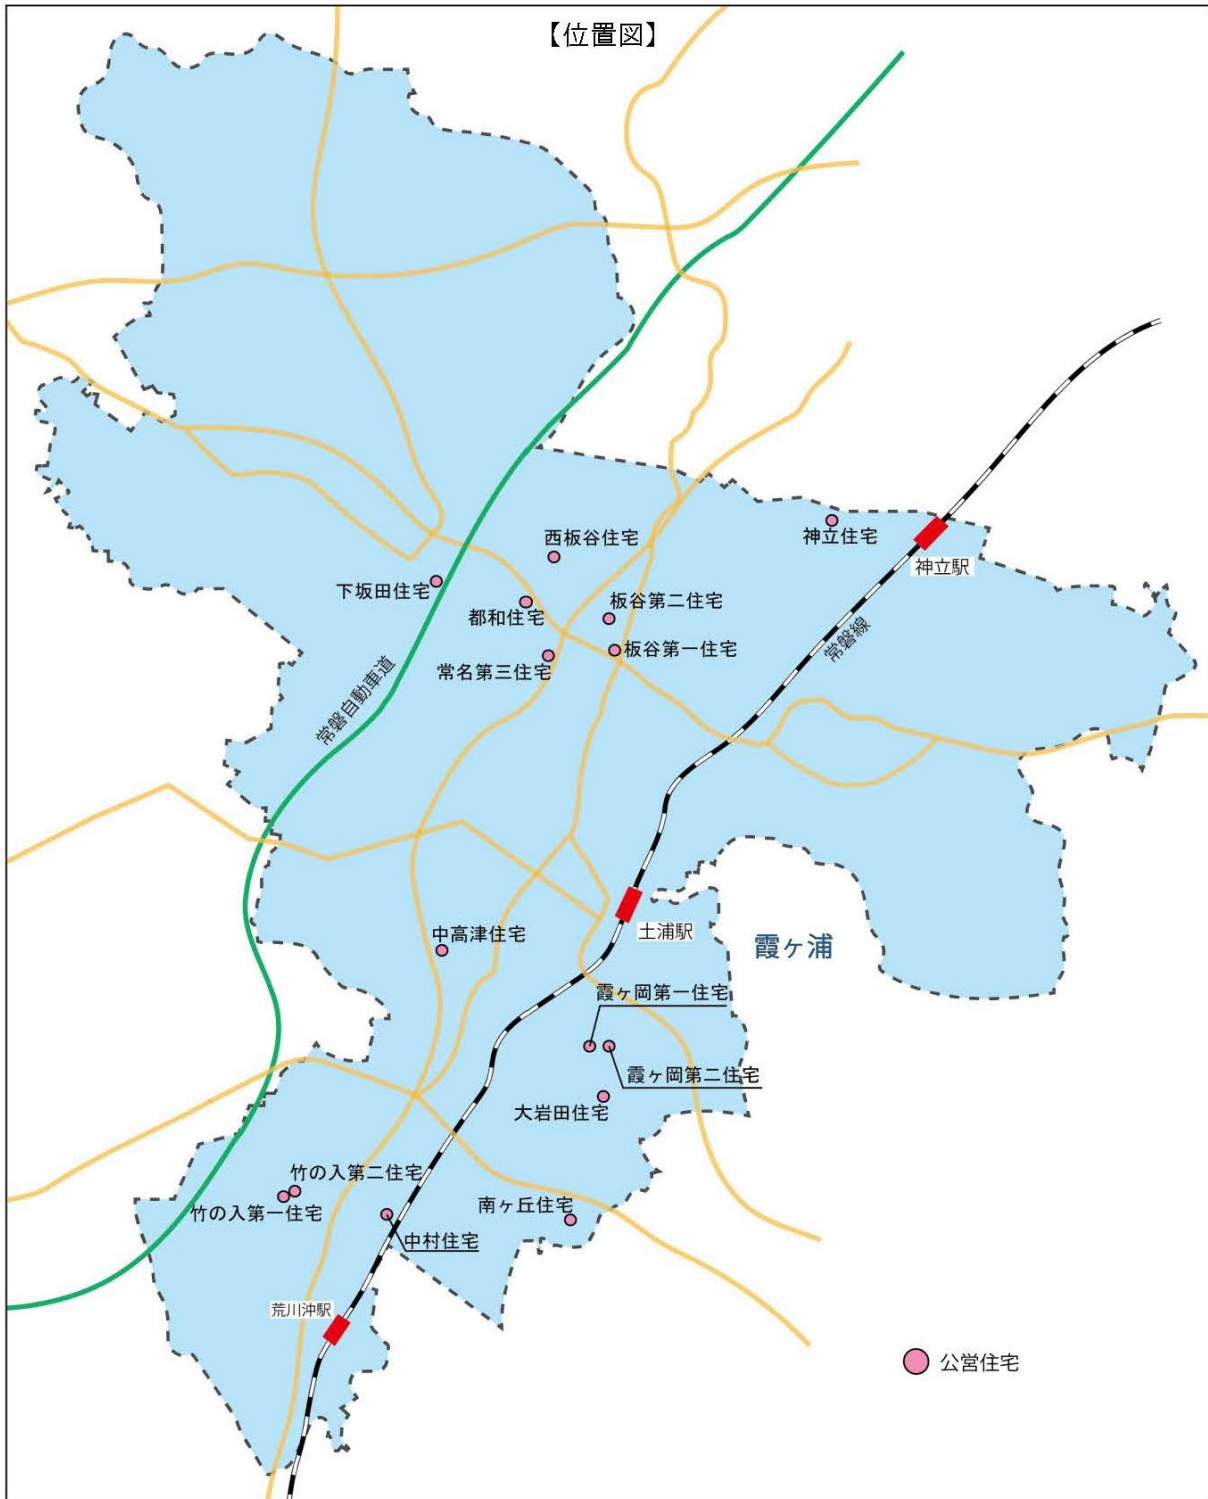 【位置図】
西板谷住宅
神立住宅
神立駅
下坂田住宅
板谷第二住宅
都和住宅
常磐線
板谷第一住宅
常名第三住宅
常磐自動車道
中高津住宅
土浦駅
霞ヶ浦
霞ヶ岡第一住宅
霞ヶ岡第二住宅
大岩田住宅
竹の入第二住宅
竹の入第一住宅
南ヶ丘住宅
中村住宅
荒川沖駅
公営住宅